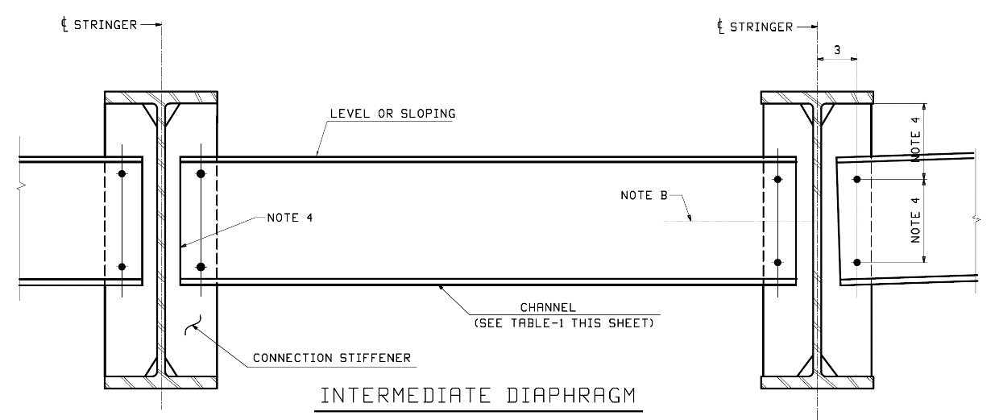 ℄ STRINGER
℄ STRINGER
3
LEVEL OR SLOPING
NOTE 4
NOTE B
NOTE 4
NOTE 4
CHANNEL
(SEE TABLE-1 THIS SHEET)
CONNECTION STIFFENER
INTERMEDIATE DIAPHRAGM